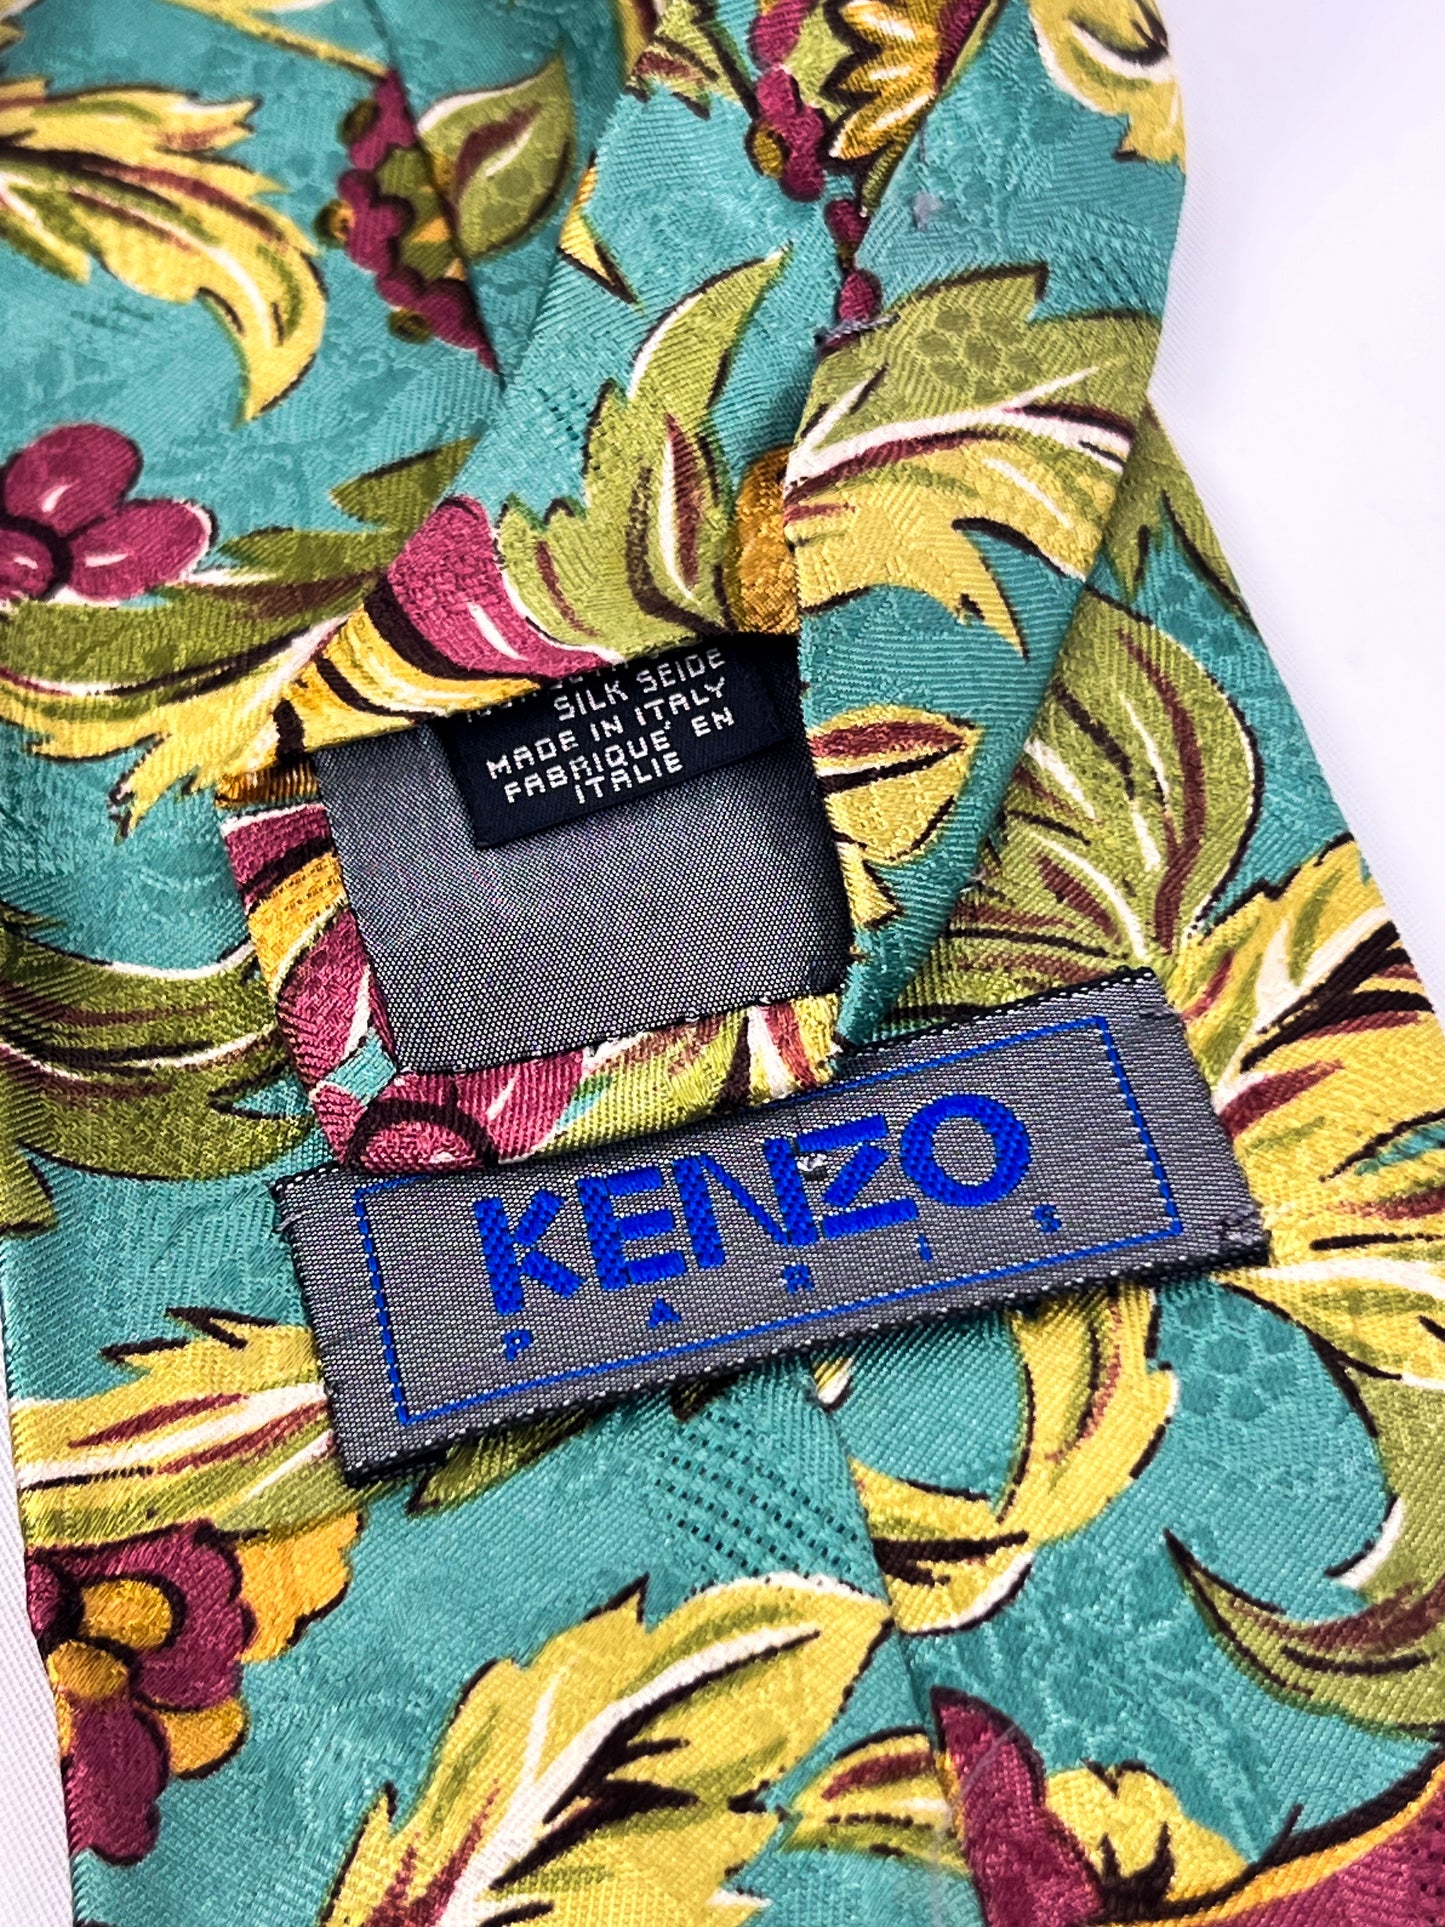 SILK SEIDE
MADE IN ITALY
FABRIQUE' EN
ITALIE
KENZO
PARIS